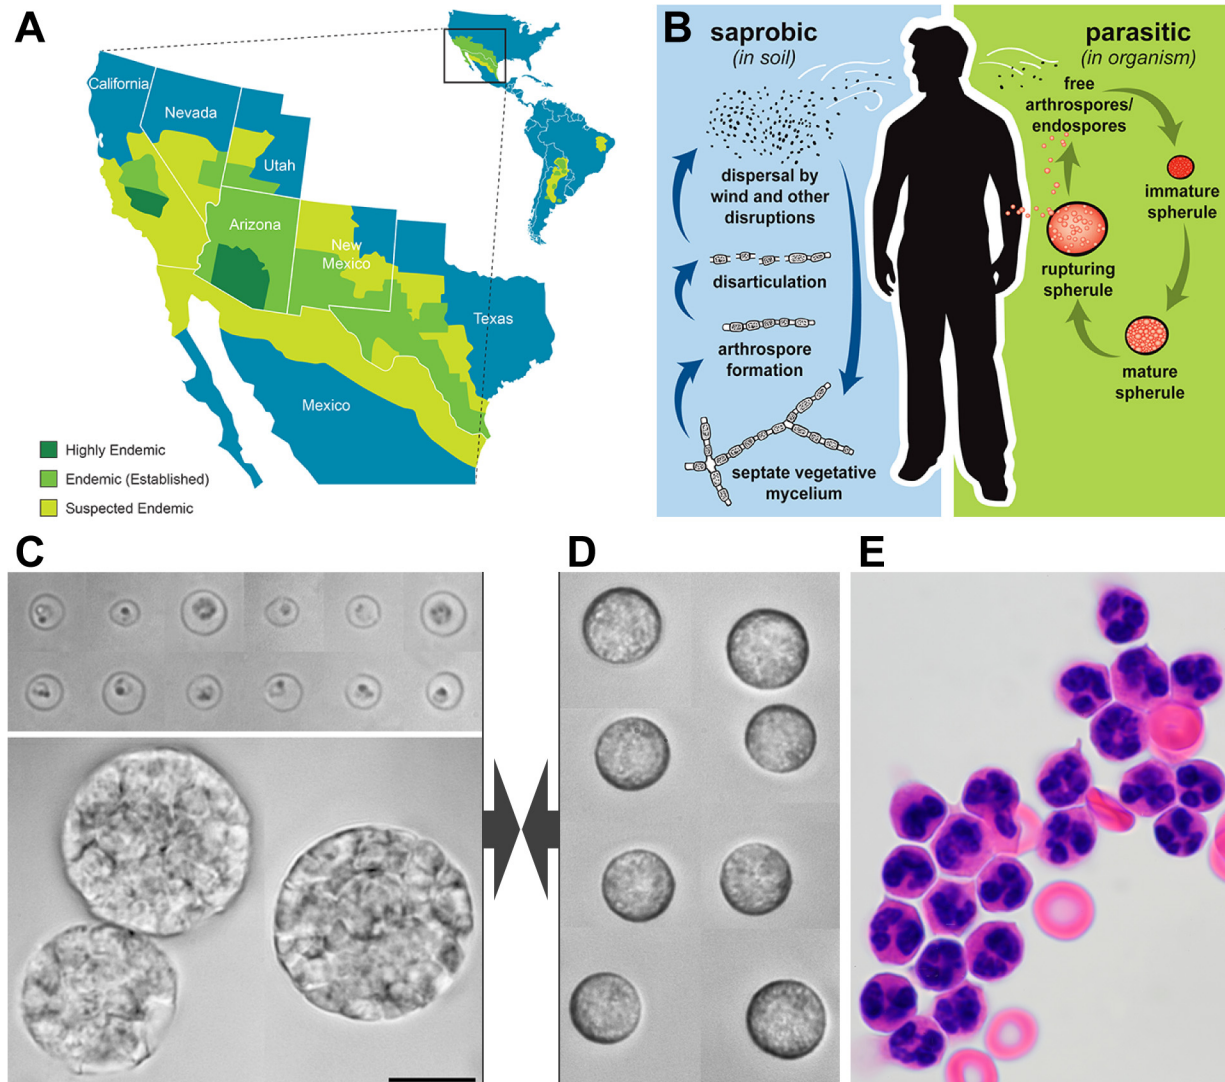 A
California
Nevada
Utah
Arizona
New
Mexico
Texas
Mexico
Highly Endemic
Endemic (Established)
Suspected Endemic
B
saprobic
(in soil)
dispersal by
wind and other
disruptions
disarticulation
arthrospore
formation
septate vegetative
mycelium
parasitic
(in organism)
free
arthrospores/
endospores
immature
spherule
rupturing
spherule
mature
spherule
C
D
E